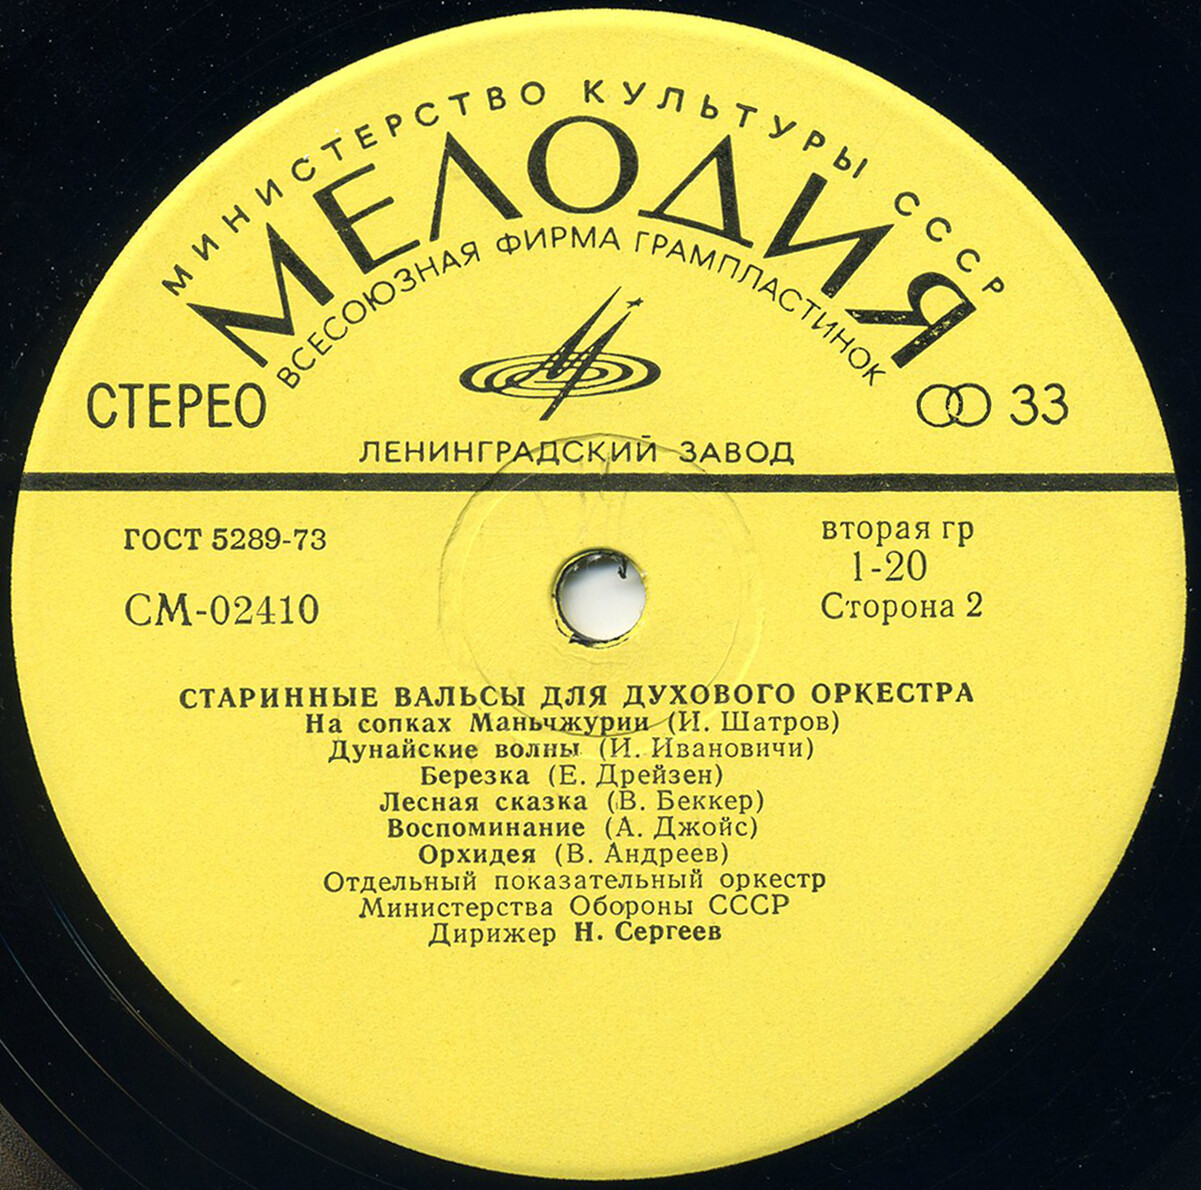 МИНИСТЕРСТВО КУЛЬТУРЫ СССР
МЕЛОДИЯ
ВСЕСОЮЗНАЯ ФИРМА ГРАМПЛАСТИНОК
СТЕРЕО
33
ЛЕНИНГРАДСКИЙ ЗАВОД
ГОСТ 5289-73
СМ-02410
вторая гр
1-20
Сторона 2
СТАРИННЫЕ ВАЛЬСЫ ДЛЯ ДУХОВОГО ОРКЕСТРА
На сопках Маньчжурии (И. Шатров)
Дунайские волны (И. Ивановичи)
Березка (Е. Дрейзен)
Лесная сказка (В. Беккер)
Воспоминание (А. Джойс)
Орхидея (В. Андреев)
Отдельный показательный оркестр
Министерства Обороны СССР
Дирижер Н. Сергеев